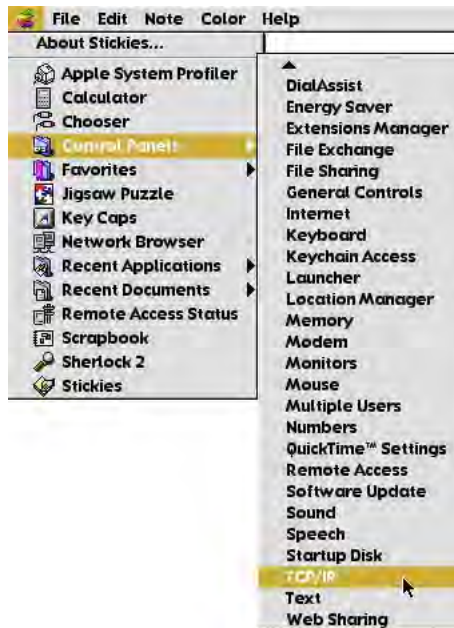 File Edit Note Color Help
About Stickies...
Apple System Profiler
Calculator
Chooser
Control Panels
Favorites
Jigsaw Puzzle
Key Caps
Network Browser
Recent Applications
Recent Documents
Remote Access Status
Scrapbook
Sherlock 2
Stickies
DialAssist
Energy Saver
Extensions Manager
File Exchange
File Sharing
General Controls
Internet
Keyboard
Keychain Access
Launcher
Location Manager
Memory
Modem
Monitors
Mouse
Multiple Users
Numbers
QuickTime™ Settings
Remote Access
Software Update
Sound
Speech
Startup Disk
TCP/IP
Text
Web Sharing